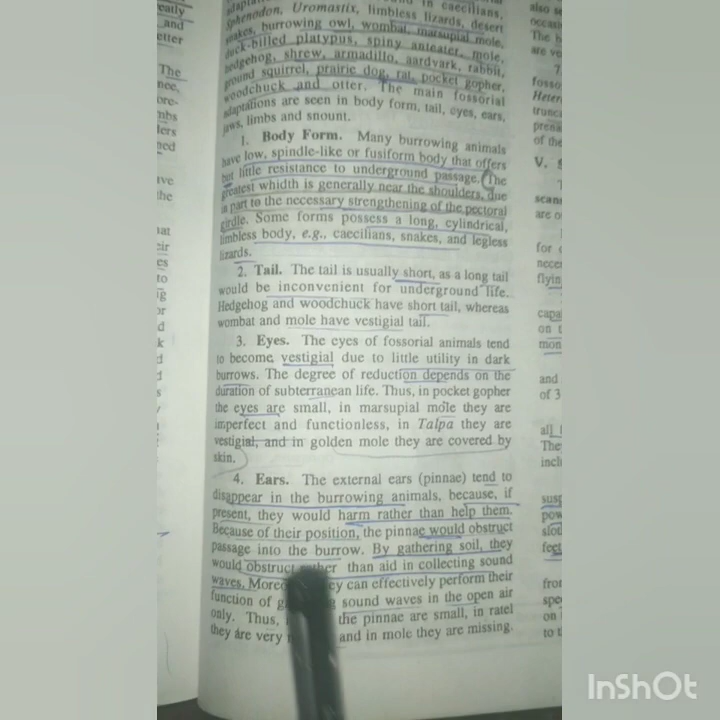 adaptations in caecilians,
Sphenodon, Uromastix, limbless lizards, desert
snakes, burrowing owl, wombat, marsupial mole,
duck-billed platypus, spiny anteater, mole,
hedgehog, shrew, armadillo, aardvark, rabbit,
ground squirrel, prairie dog, rat, pocket gopher,
woodchuck and otter. The main fossorial
adaptations are seen in body form, tail, eyes, ears,
jaws, limbs and snount.
1. Body Form. Many burrowing animals
have low, spindle-like or fusiform body that offers
but little resistance to underground passage. The
greatest whidth is generally near the shoulders, due
in part to the necessary strengthening of the pectoral
girdle. Some forms possess a long, cylindrical,
limbless body, e.g., caecilians, snakes, and legless
lizards.
2. Tail. The tail is usually short, as a long tail
would be inconvenient for underground life.
Hedgehog and woodchuck have short tail, whereas
wombat and mole have vestigial tail.
3. Eyes. The eyes of fossorial animals tend
to become vestigial due to little utility in dark
burrows. The degree of reduction depends on the
duration of subterranean life. Thus, in pocket gopher
the eyes are small, in marsupial mole they are
imperfect and functionless, in Talpa they are
vestigial, and in golden mole they are covered by
skin.
4. Ears. The external ears (pinnae) tend to
disappear in the burrowing animals, because, if
present, they would harm rather than help them.
Because of their position, the pinnae would obstruct
passage into the burrow. By gathering soil, they
would obstruct rather than aid in collecting sound
waves. can effectively perform their
function of sound waves in the open air
only. Thus, the pinnae are small, in ratel
they are very and in mole they are missing.
InShOt